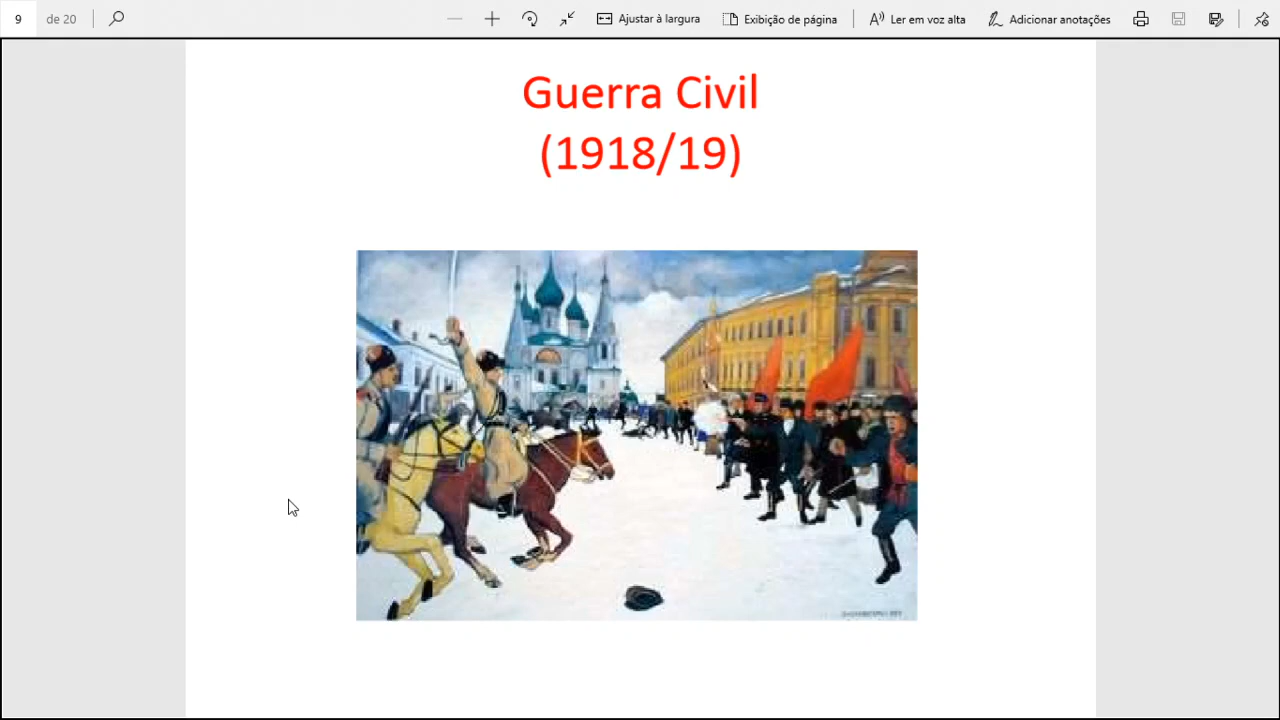 9 de 20 Ajustar à largura Exibição de página Ler em voz alta Adicionar anotações
Guerra Civil
(1918/19)